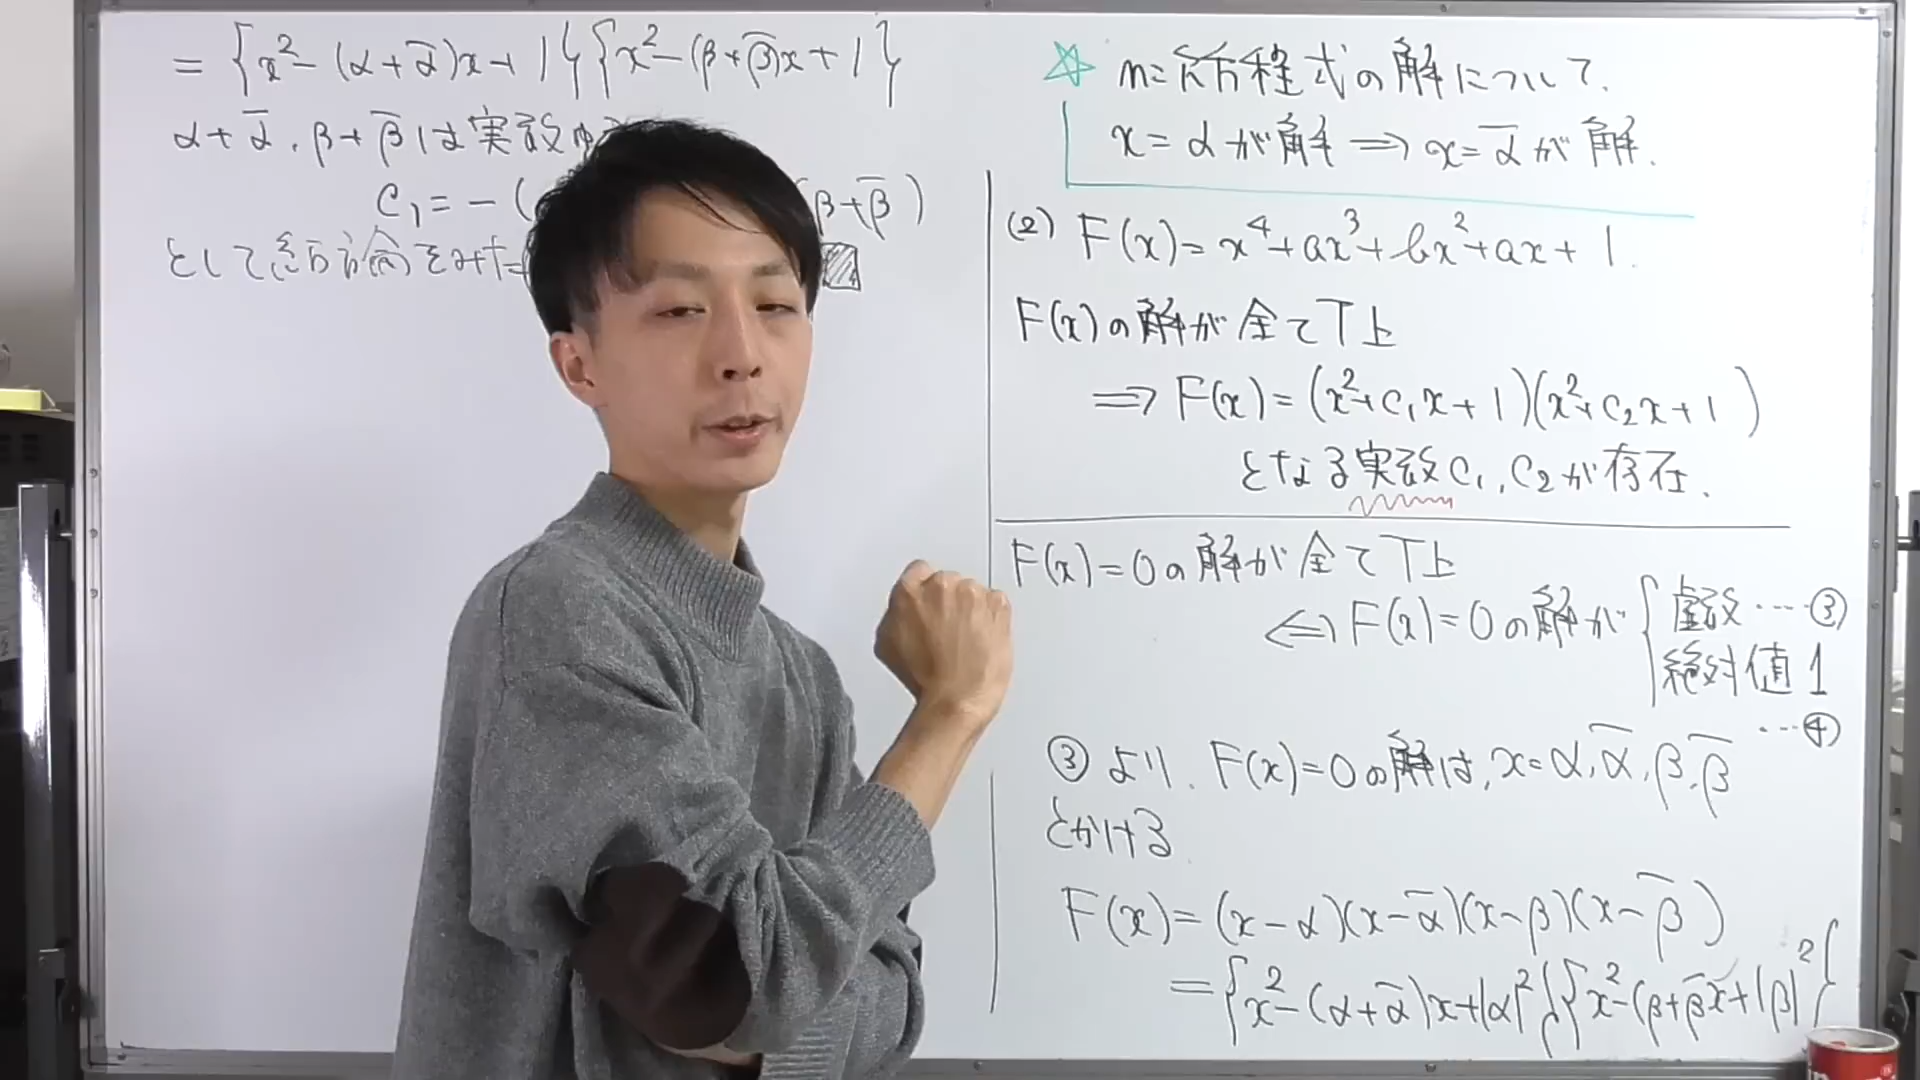 = {x²-(α+ᾱ)x+1}{x²-(β+β̄)x+1}
α+ᾱ, β+β̄は実数
C₁=-( β+β̄)
として結論をみたす
☆ n次方程式の解について.
x=αが解 ⇒ x=ᾱが解.
(2) F(x)=x⁴+ax³+bx²+ax+1.
F(x)の解が全てT上
⇒ F(x)=(x²+C₁x+1)(x²+C₂x+1)
となる実数C₁,C₂が存在.
F(x)=0の解が全てT上
⇔ F(x)=0の解が { 虚数 … ③
絶対値1
… ④
③より, F(x)=0の解は, x=α,ᾱ,β,β̄
とかける
F(x)=(x-α)(x-ᾱ)(x-β)(x-β̄)
={x²-(α+ᾱ)x+|α|²}{x²-(β+β̄)x+|β|²}